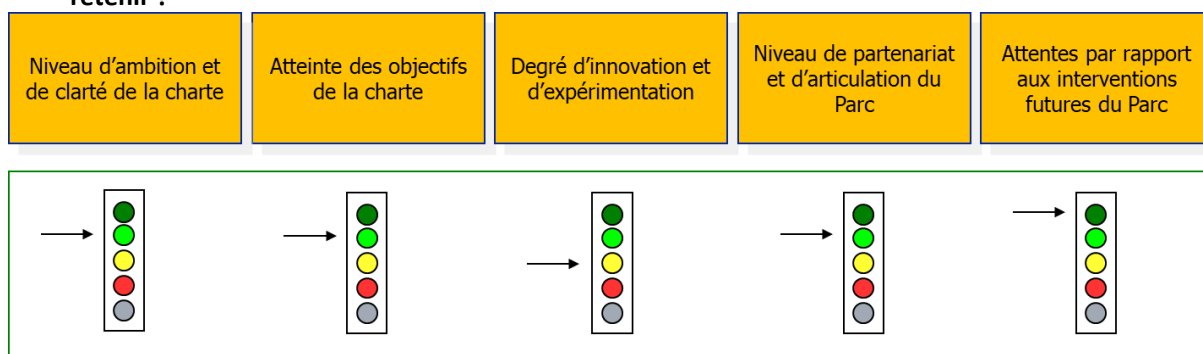 retenir :
Niveau d'ambition et
de clarté de la charte
Atteinte des objectifs
de la charte
Degré d'innovation et
d'expérimentation
Niveau de partenariat
et d'articulation du
Parc
Attentes par rapport
aux interventions
futures du Parc